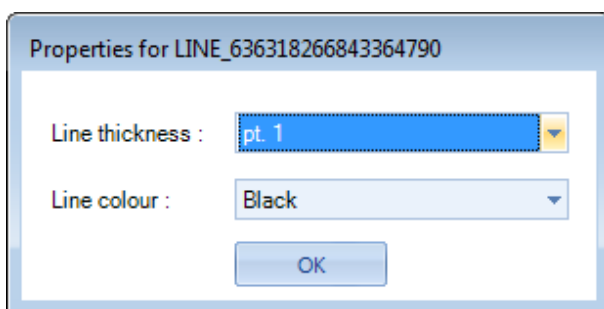 Properties for LINE_636318266843364790
Line thickness : pt. 1
Line colour : Black
OK